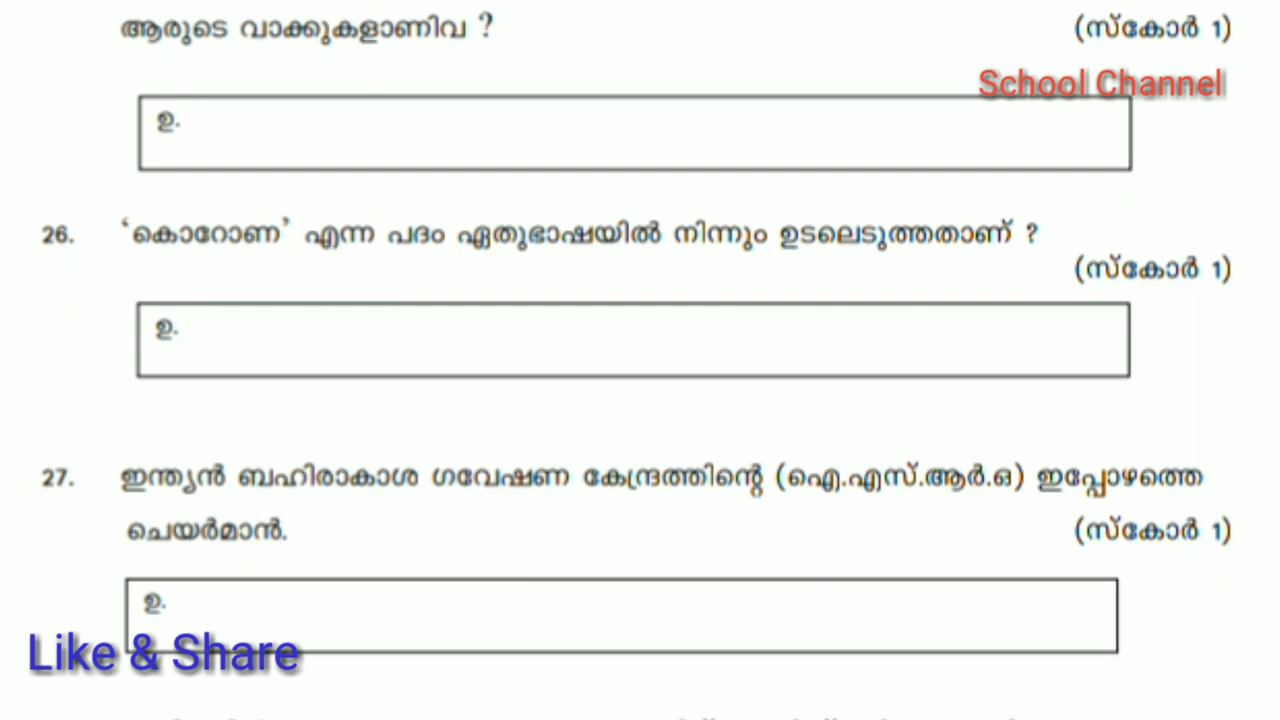 ആരുടെ വാക്കുകളാണിവ ? (സ്കോർ 1)
School Channel
ഉ.
26. ‘കൊറോണ’ എന്ന പദം ഏതുഭാഷയിൽ നിന്നും ഉടലെടുത്തതാണ് ?
(സ്കോർ 1)
ഉ.
27. ഇന്ത്യൻ ബഹിരാകാശ ഗവേഷണ കേന്ദ്രത്തിന്റെ (ഐ.എസ്.ആർ.ഒ) ഇപ്പോഴത്തെ
ചെയർമാൻ. (സ്കോർ 1)
ഉ.
Like & Share